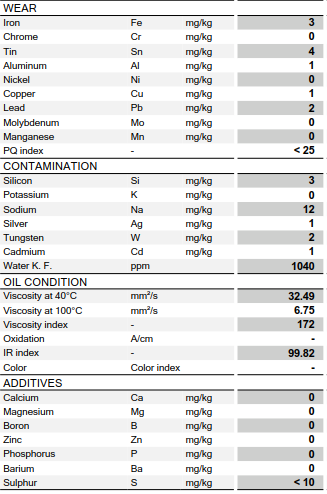 WEAR
Iron Fe mg/kg 3
Chrome Cr mg/kg 0
Tin Sn mg/kg 4
Aluminum Al mg/kg 1
Nickel Ni mg/kg 0
Copper Cu mg/kg 1
Lead Pb mg/kg 2
Molybdenum Mo mg/kg 0
Manganese Mn mg/kg 0
PQ index - < 25
CONTAMINATION
Silicon Si mg/kg 3
Potassium K mg/kg 0
Sodium Na mg/kg 12
Silver Ag mg/kg 1
Tungsten W mg/kg 2
Cadmium Cd mg/kg 1
Water K. F. ppm 1040
OIL CONDITION
Viscosity at 40°C mm²/s 32.49
Viscosity at 100°C mm²/s 6.75
Viscosity index - 172
Oxidation A/cm -
IR index - 99.82
Color Color index -
ADDITIVES
Calcium Ca mg/kg 0
Magnesium Mg mg/kg 0
Boron B mg/kg 0
Zinc Zn mg/kg 0
Phosphorus P mg/kg 0
Barium Ba mg/kg 0
Sulphur S mg/kg < 10